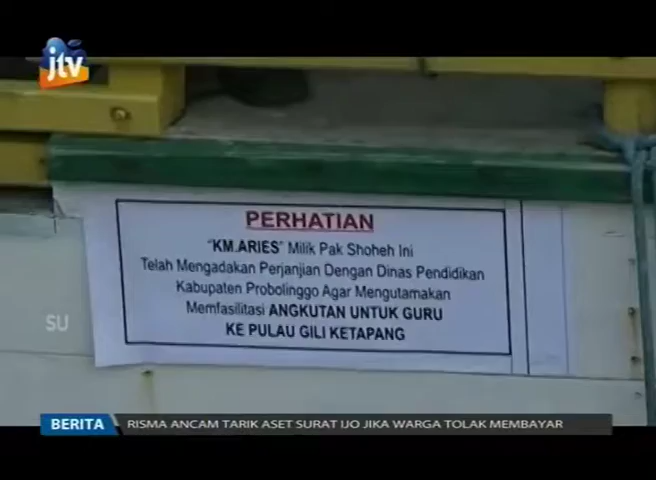 jtv
PERHATIAN
"KM.ARIES" Milik Pak Shoheh Ini
Telah Mengadakan Perjanjian Dengan Dinas Pendidikan
Kabupaten Probolinggo Agar Mengutamakan
Memfasilitasi ANGKUTAN UNTUK GURU
KE PULAU GILI KETAPANG
SU
BERITA RISMA ANCAM TARIK ASET SURAT IJO JIKA WARGA TOLAK MEMBAYAR